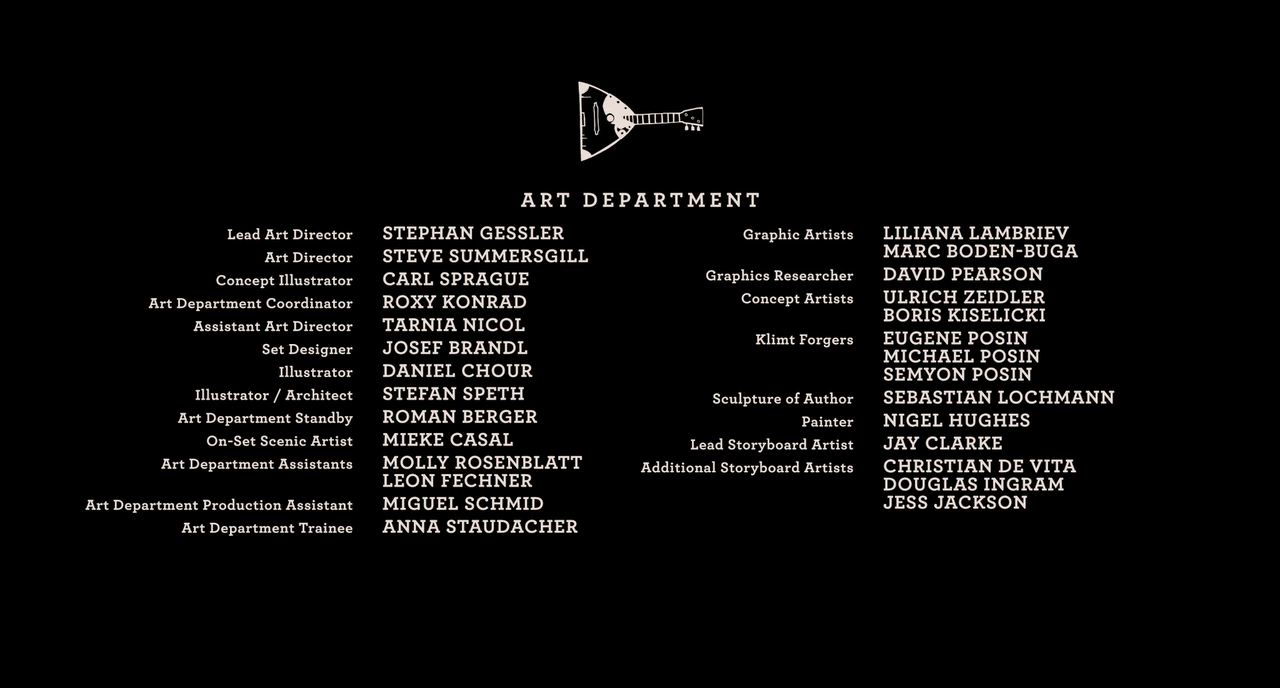 ART DEPARTMENT
Lead Art Director STEPHAN GESSLER
Art Director STEVE SUMMERSGILL
Concept Illustrator CARL SPRAGUE
Art Department Coordinator ROXY KONRAD
Assistant Art Director TARNIA NICOL
Set Designer JOSEF BRANDL
Illustrator DANIEL CHOUR
Illustrator / Architect STEFAN SPETH
Art Department Standby ROMAN BERGER
On-Set Scenic Artist MIEKE CASAL
Art Department Assistants MOLLY ROSENBLATT
LEON FECHNER
Art Department Production Assistant MIGUEL SCHMID
Art Department Trainee ANNA STAUDACHER
Graphic Artists LILIANA LAMBRIEV
MARC BODEN-BUGA
Graphics Researcher DAVID PEARSON
Concept Artists ULRICH ZEIDLER
BORIS KISELICKI
Klimt Forgers EUGENE POSIN
MICHAEL POSIN
SEMYON POSIN
Sculpture of Author SEBASTIAN LOCHMANN
Painter NIGEL HUGHES
Lead Storyboard Artist JAY CLARKE
Additional Storyboard Artists CHRISTIAN DE VITA
DOUGLAS INGRAM
JESS JACKSON